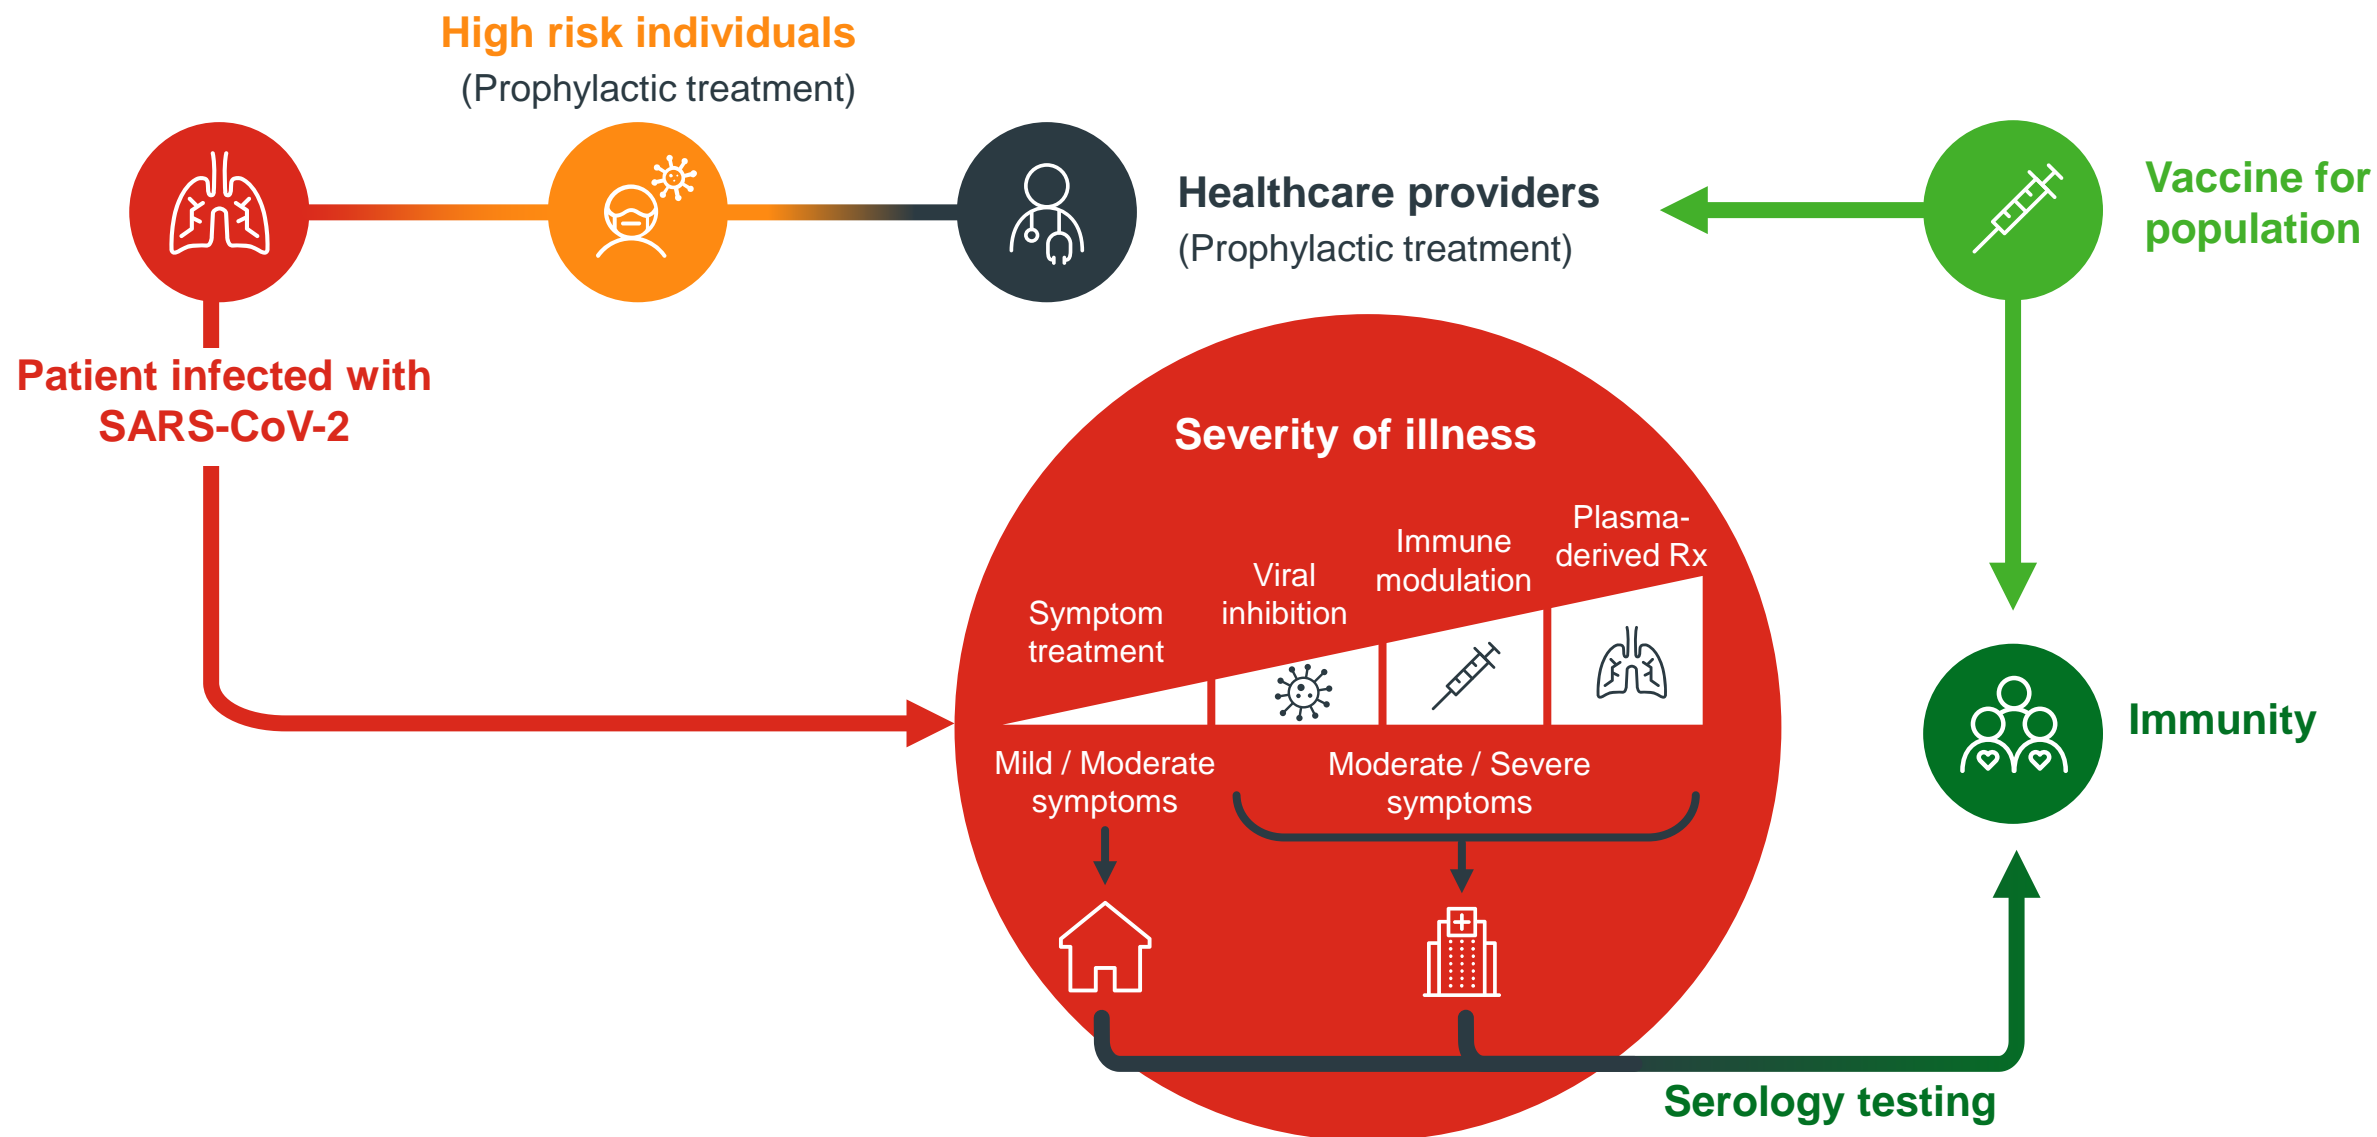 High risk individuals
(Prophylactic treatment)
Healthcare providers
(Prophylactic treatment)
Vaccine for
population
Patient infected with
SARS-CoV-2
Severity of illness
Symptom
treatment
Viral
inhibition
Immune
modulation
Plasma-
derived Rx
Mild / Moderate
symptoms
Moderate / Severe
symptoms
Immunity
Serology testing